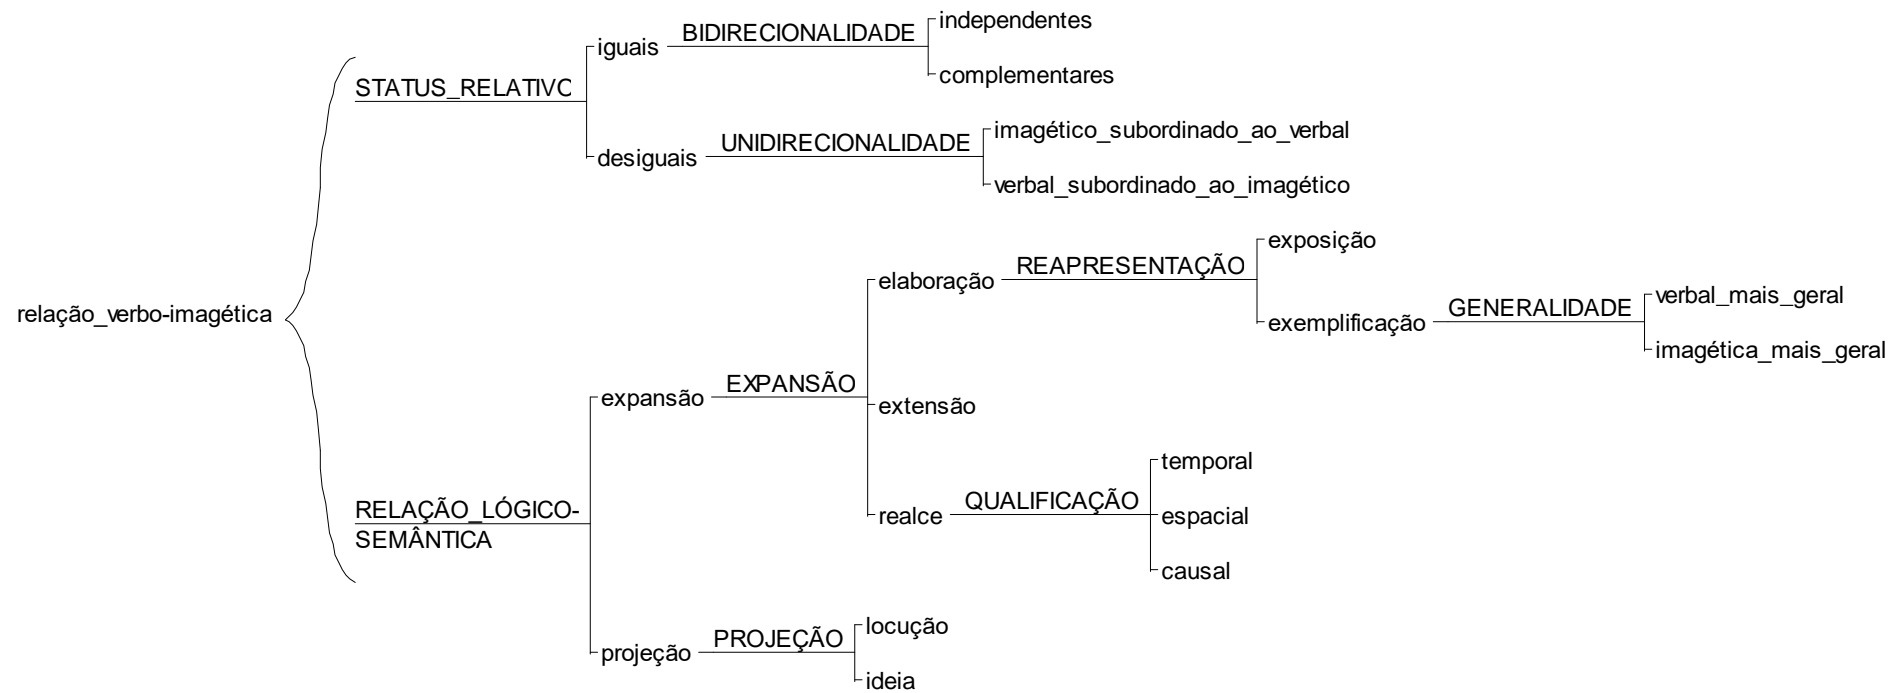 independentes
BIDIRECIONALIDADE
iguais
complementares
STATUS_RELATIVO
imagético_subordinado_ao_verbal
UNIDIRECIONALIDADE
desiguais
verbal_subordinado_ao_imagético
exposição
REAPRESENTAÇÃO
elaboração
verbal_mais_geral
GENERALIDADE
exemplificação
imagética_mais_geral
relação_verbo-imagética
EXPANSÃO
expansão
extensão
temporal
QUALIFICAÇÃO
realce
espacial
RELAÇÃO_LÓGICO-
SEMÂNTICA
causal
locução
PROJEÇÃO
projeção
ideia